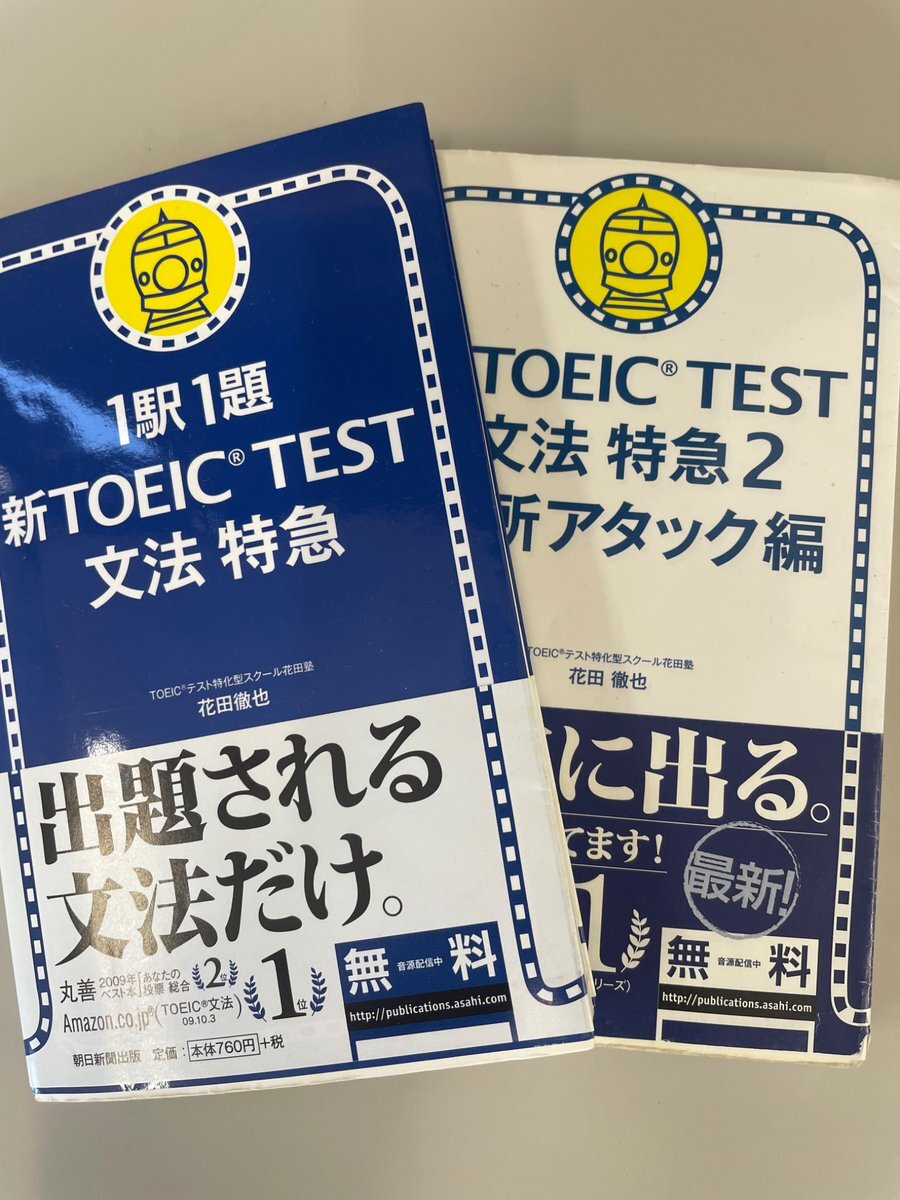 1駅1題
新TOEIC® TEST
文法 特急
TOEIC®テスト特化型スクール花田塾
花田徹也
出題される
文法だけ。
丸善 2009年「あなたのベスト本」投票 総合 2位
Amazon.co.jp®(TOEIC®文法) 09.10.3 1位
無 音源配信中 料
http://publications.asahi.com
朝日新聞出版 定価：本体760円+税
TOEIC® TEST
文法 特急2
所アタック編
TOEIC®テスト特化型スクール花田塾
花田 徹也
に出る。
てます!
最新!
1
リーズ)
無 音源配信中 料
http://publications.asahi.com